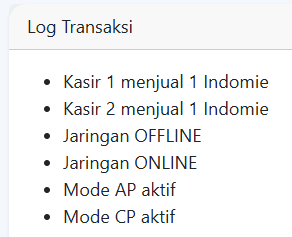 Log Transaksi
• Kasir 1 menjual 1 Indomie
• Kasir 2 menjual 1 Indomie
• Jaringan OFFLINE
• Jaringan ONLINE
• Mode AP aktif
• Mode CP aktif